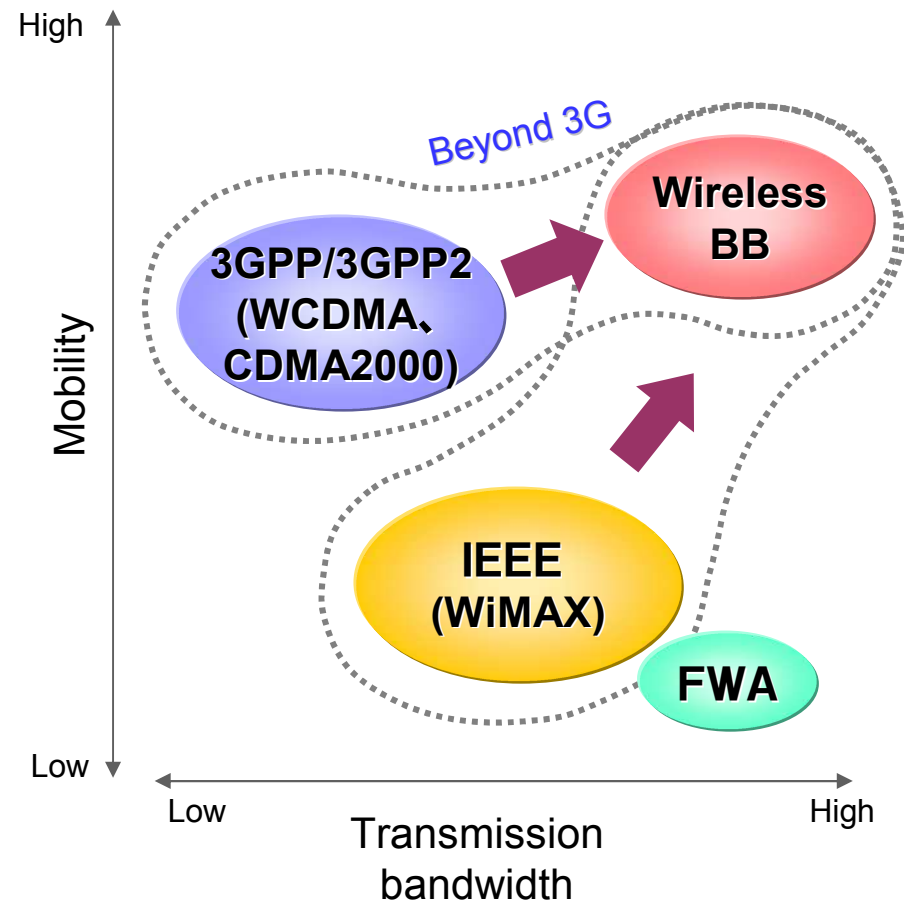 High
Beyond 3G
Wireless
BB
3GPP/3GPP2
(WCDMA、
CDMA2000)
Mobility
IEEE
(WiMAX)
FWA
Low
Low
High
Transmission
bandwidth